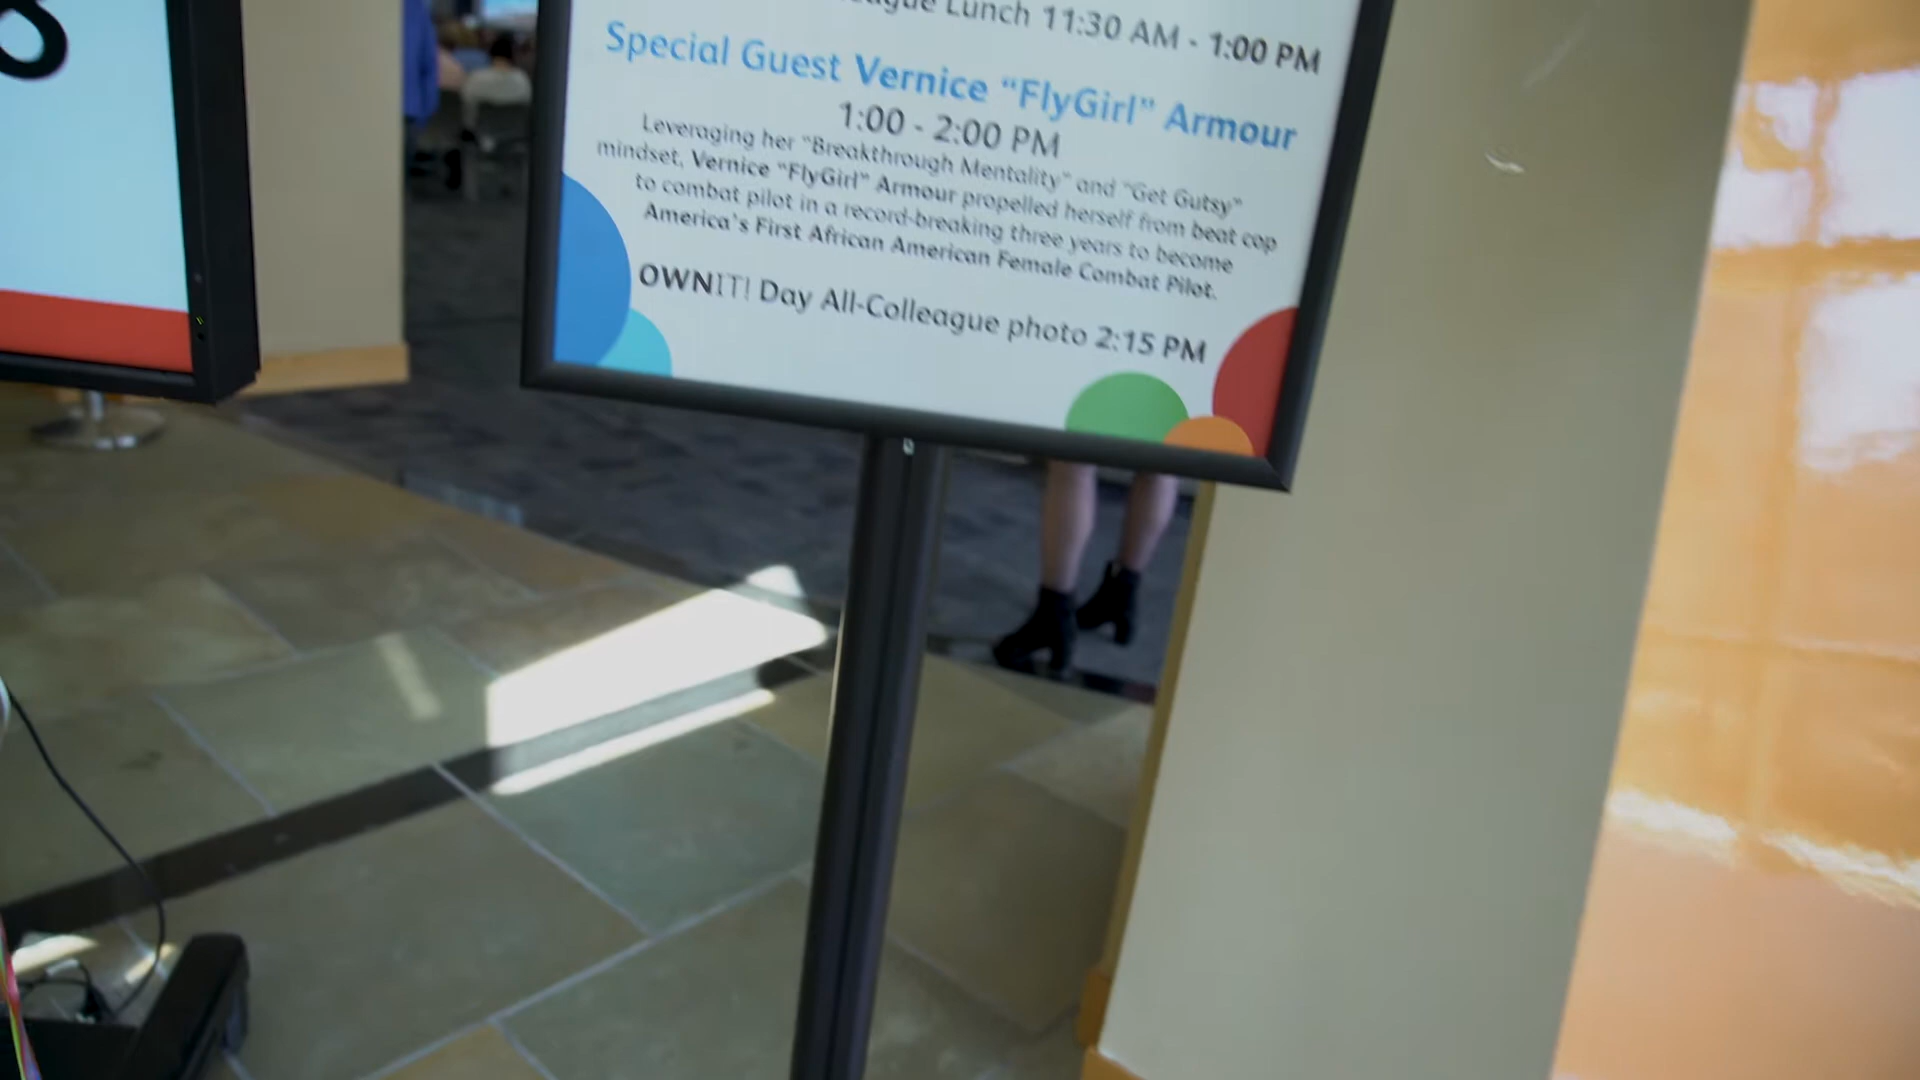 Lunch 11:30 AM - 1:00 PM
Special Guest Vernice "FlyGirl" Armour
1:00 - 2:00 PM
Leveraging her "Breakthrough Mentality" and "Get Gutsy"
mindset, Vernice "FlyGirl" Armour propelled herself from beat cop
to combat pilot in a record-breaking three years to become
America's First African American Female Combat Pilot.
OWNIT! Day All-Colleague photo 2:15 PM